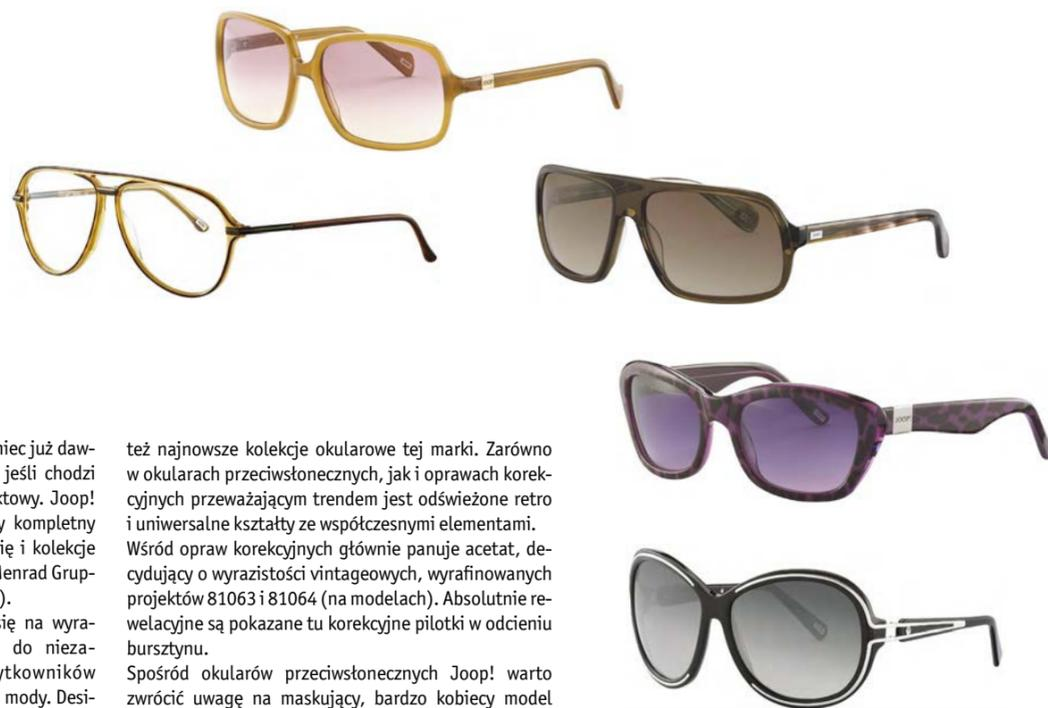 niec już daw-
jeśli chodzi
ktowy. Joop!
y kompletny
ię i kolekcje
Menrad Grup-
).
się na wyra-
do nieza-
ytkowników
mody. Desi-
też najnowsze kolekcje okularowe tej marki. Zarówno
w okularach przeciwsłonecznych, jak i oprawach korek-
cyjnych przeważającym trendem jest odświeżone retro
i uniwersalne kształty ze współczesnymi elementami.
Wśród opraw korekcyjnych głównie panuje acetat, de-
cydujący o wyrazistości vintageowych, wyrafinowanych
projektów 81063 i 81064 (na modelach). Absolutnie re-
welacyjne są pokazane tu korekcyjne pilotki w odcieniu
bursztynu.
Spośród okularów przeciwsłonecznych Joop! warto
zwrócić uwagę na maskujący, bardzo kobiecy model
JOOP!
JOOP!